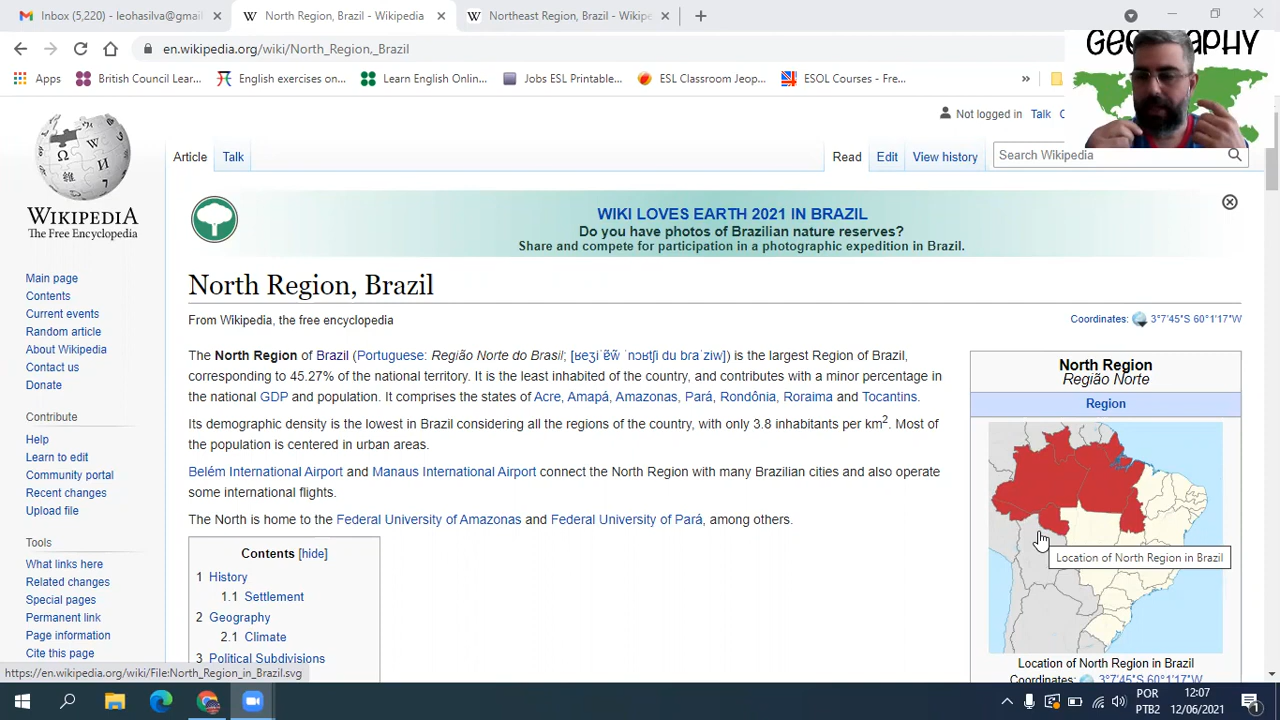 Inbox (5,220) - leohasilva@gmail
North Region, Brazil - Wikipedia
Northeast Region, Brazil - Wikipe
en.wikipedia.org/wiki/North_Region,_Brazil
GEOGRAPHY
Apps
British Council Lear...
English exercises on...
Learn English Onlin...
Jobs ESL Printable...
ESL Classroom Jeop...
ESOL Courses - Fre...
»
Not logged in Talk C
Article Talk
Read Edit View history
Search Wikipedia
WIKIPEDIA
The Free Encyclopedia
WIKI LOVES EARTH 2021 IN BRAZIL
Do you have photos of Brazilian nature reserves?
Share and compete for participation in a photographic expedition in Brazil.
Main page
Contents
Current events
Random article
About Wikipedia
Contact us
Donate
Contribute
Help
Learn to edit
Community portal
Recent changes
Upload file
Tools
What links here
Related changes
Special pages
Permanent link
Page information
Cite this page
North Region, Brazil
From Wikipedia, the free encyclopedia
Coordinates: 3°7′45″S 60°1′17″W
The North Region of Brazil (Portuguese: Região Norte do Brasil; [ʁeʒiˈɐ̃w̃ ˈnɔʁtʃi du bɾaˈziw]) is the largest Region of Brazil,
corresponding to 45.27% of the national territory. It is the least inhabited of the country, and contributes with a minor percentage in
the national GDP and population. It comprises the states of Acre, Amapá, Amazonas, Pará, Rondônia, Roraima and Tocantins.
Its demographic density is the lowest in Brazil considering all the regions of the country, with only 3.8 inhabitants per km². Most of
the population is centered in urban areas.
Belém International Airport and Manaus International Airport connect the North Region with many Brazilian cities and also operate
some international flights.
The North is home to the Federal University of Amazonas and Federal University of Pará, among others.
Contents [hide]
1 History
1.1 Settlement
2 Geography
2.1 Climate
3 Political Subdivisions
North Region
Região Norte
Region
Location of North Region in Brazil
Location of North Region in Brazil
Coordinates: 3°7′45″S 60°1′17″W
https://en.wikipedia.org/wiki/File:North_Region_in_Brazil.svg
POR
PTB2
12:07
12/06/2021
1